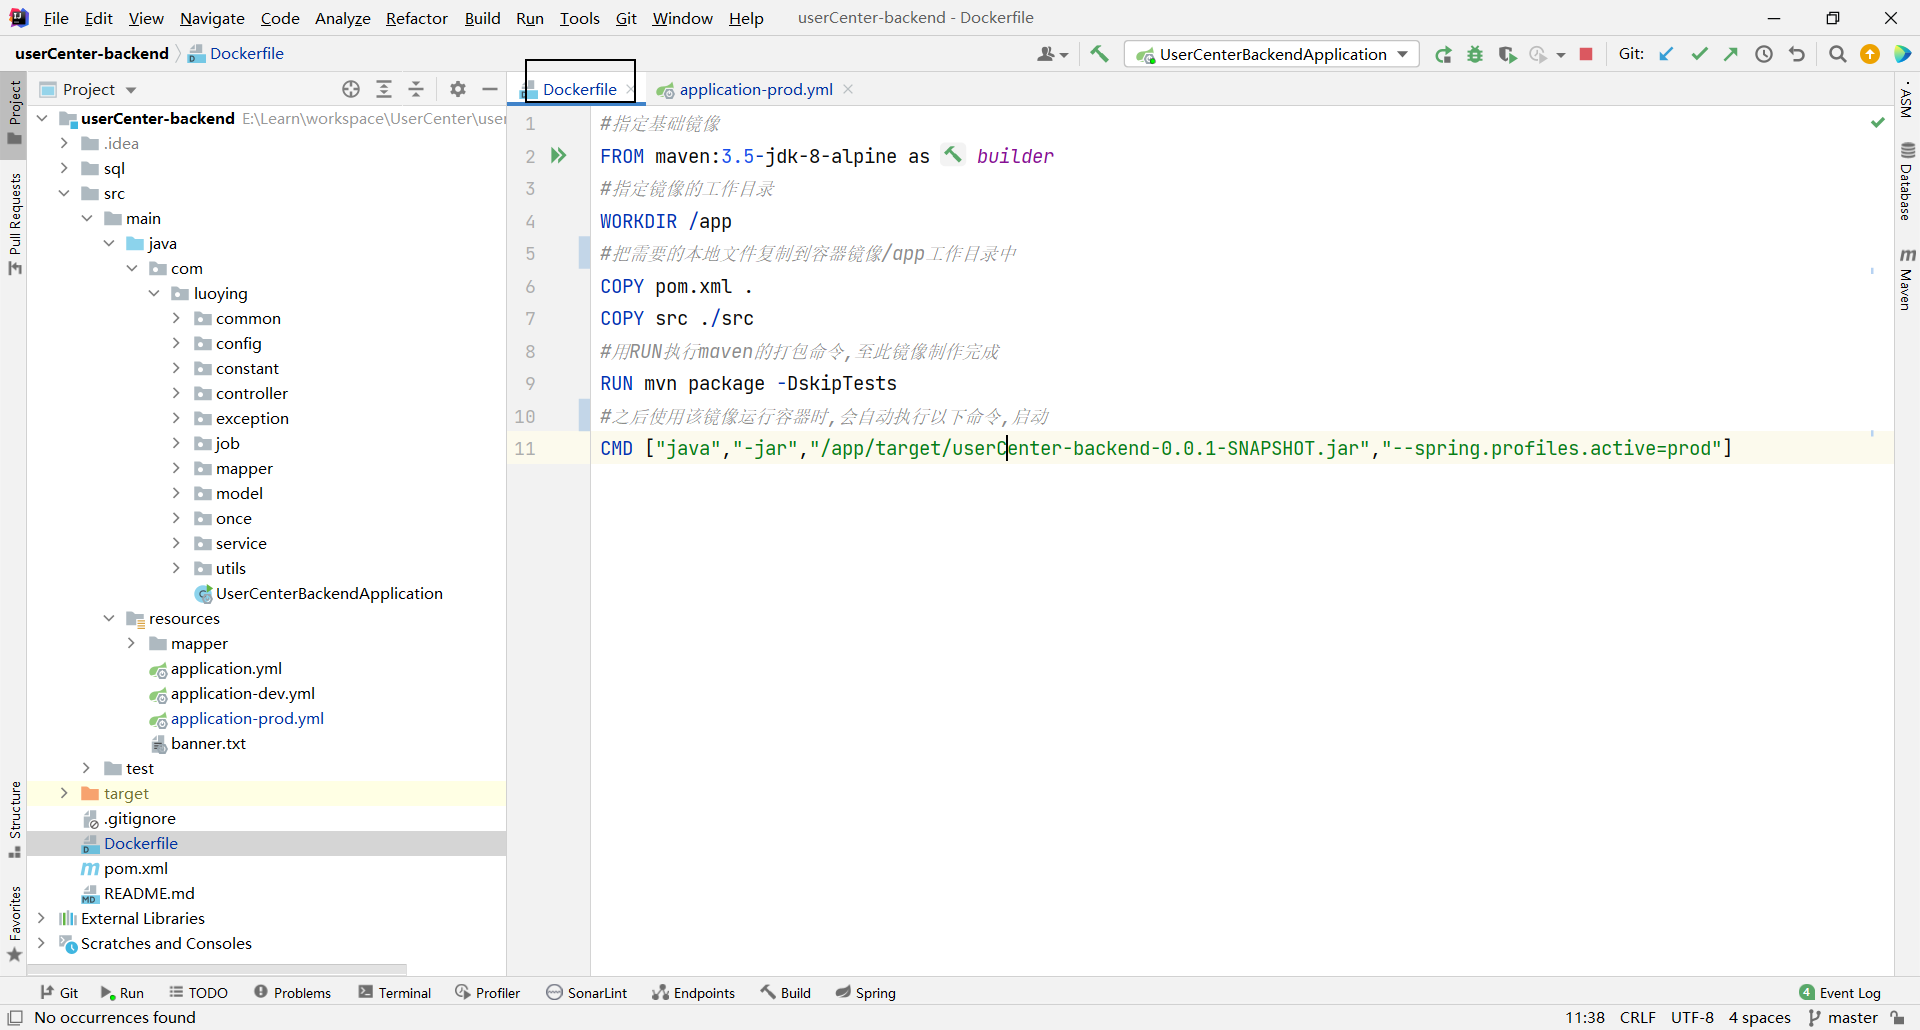 File Edit View Navigate Code Analyze Refactor Build Run Tools Git Window Help userCenter-backend - Dockerfile
userCenter-backend Dockerfile UserCenterBackendApplication Git:
Project Dockerfile application-prod.yml
userCenter-backend E:\Learn\workspace\UserCenter\user
.idea
sql
src
main
java
com
luoying
common
config
constant
controller
exception
job
mapper
model
once
service
utils
UserCenterBackendApplication
resources
mapper
application.yml
application-dev.yml
application-prod.yml
banner.txt
test
target
.gitignore
Dockerfile
pom.xml
README.md
External Libraries
Scratches and Consoles
1 #指定基础镜像
2 FROM maven:3.5-jdk-8-alpine as builder
3 #指定镜像的工作目录
4 WORKDIR /app
5 #把需要的本地文件复制到容器镜像/app工作目录中
6 COPY pom.xml .
7 COPY src ./src
8 #用RUN执行maven的打包命令,至此镜像制作完成
9 RUN mvn package -DskipTests
10 #之后使用该镜像运行容器时,会自动执行以下命令,启动
11 CMD ["java","-jar","/app/target/userCenter-backend-0.0.1-SNAPSHOT.jar","--spring.profiles.active=prod"]
Project
Pull Requests
Structure
Favorites
ASM
Database
Maven
Git Run TODO Problems Terminal Profiler SonarLint Endpoints Build Spring 4 Event Log
No occurrences found 11:38 CRLF UTF-8 4 spaces master